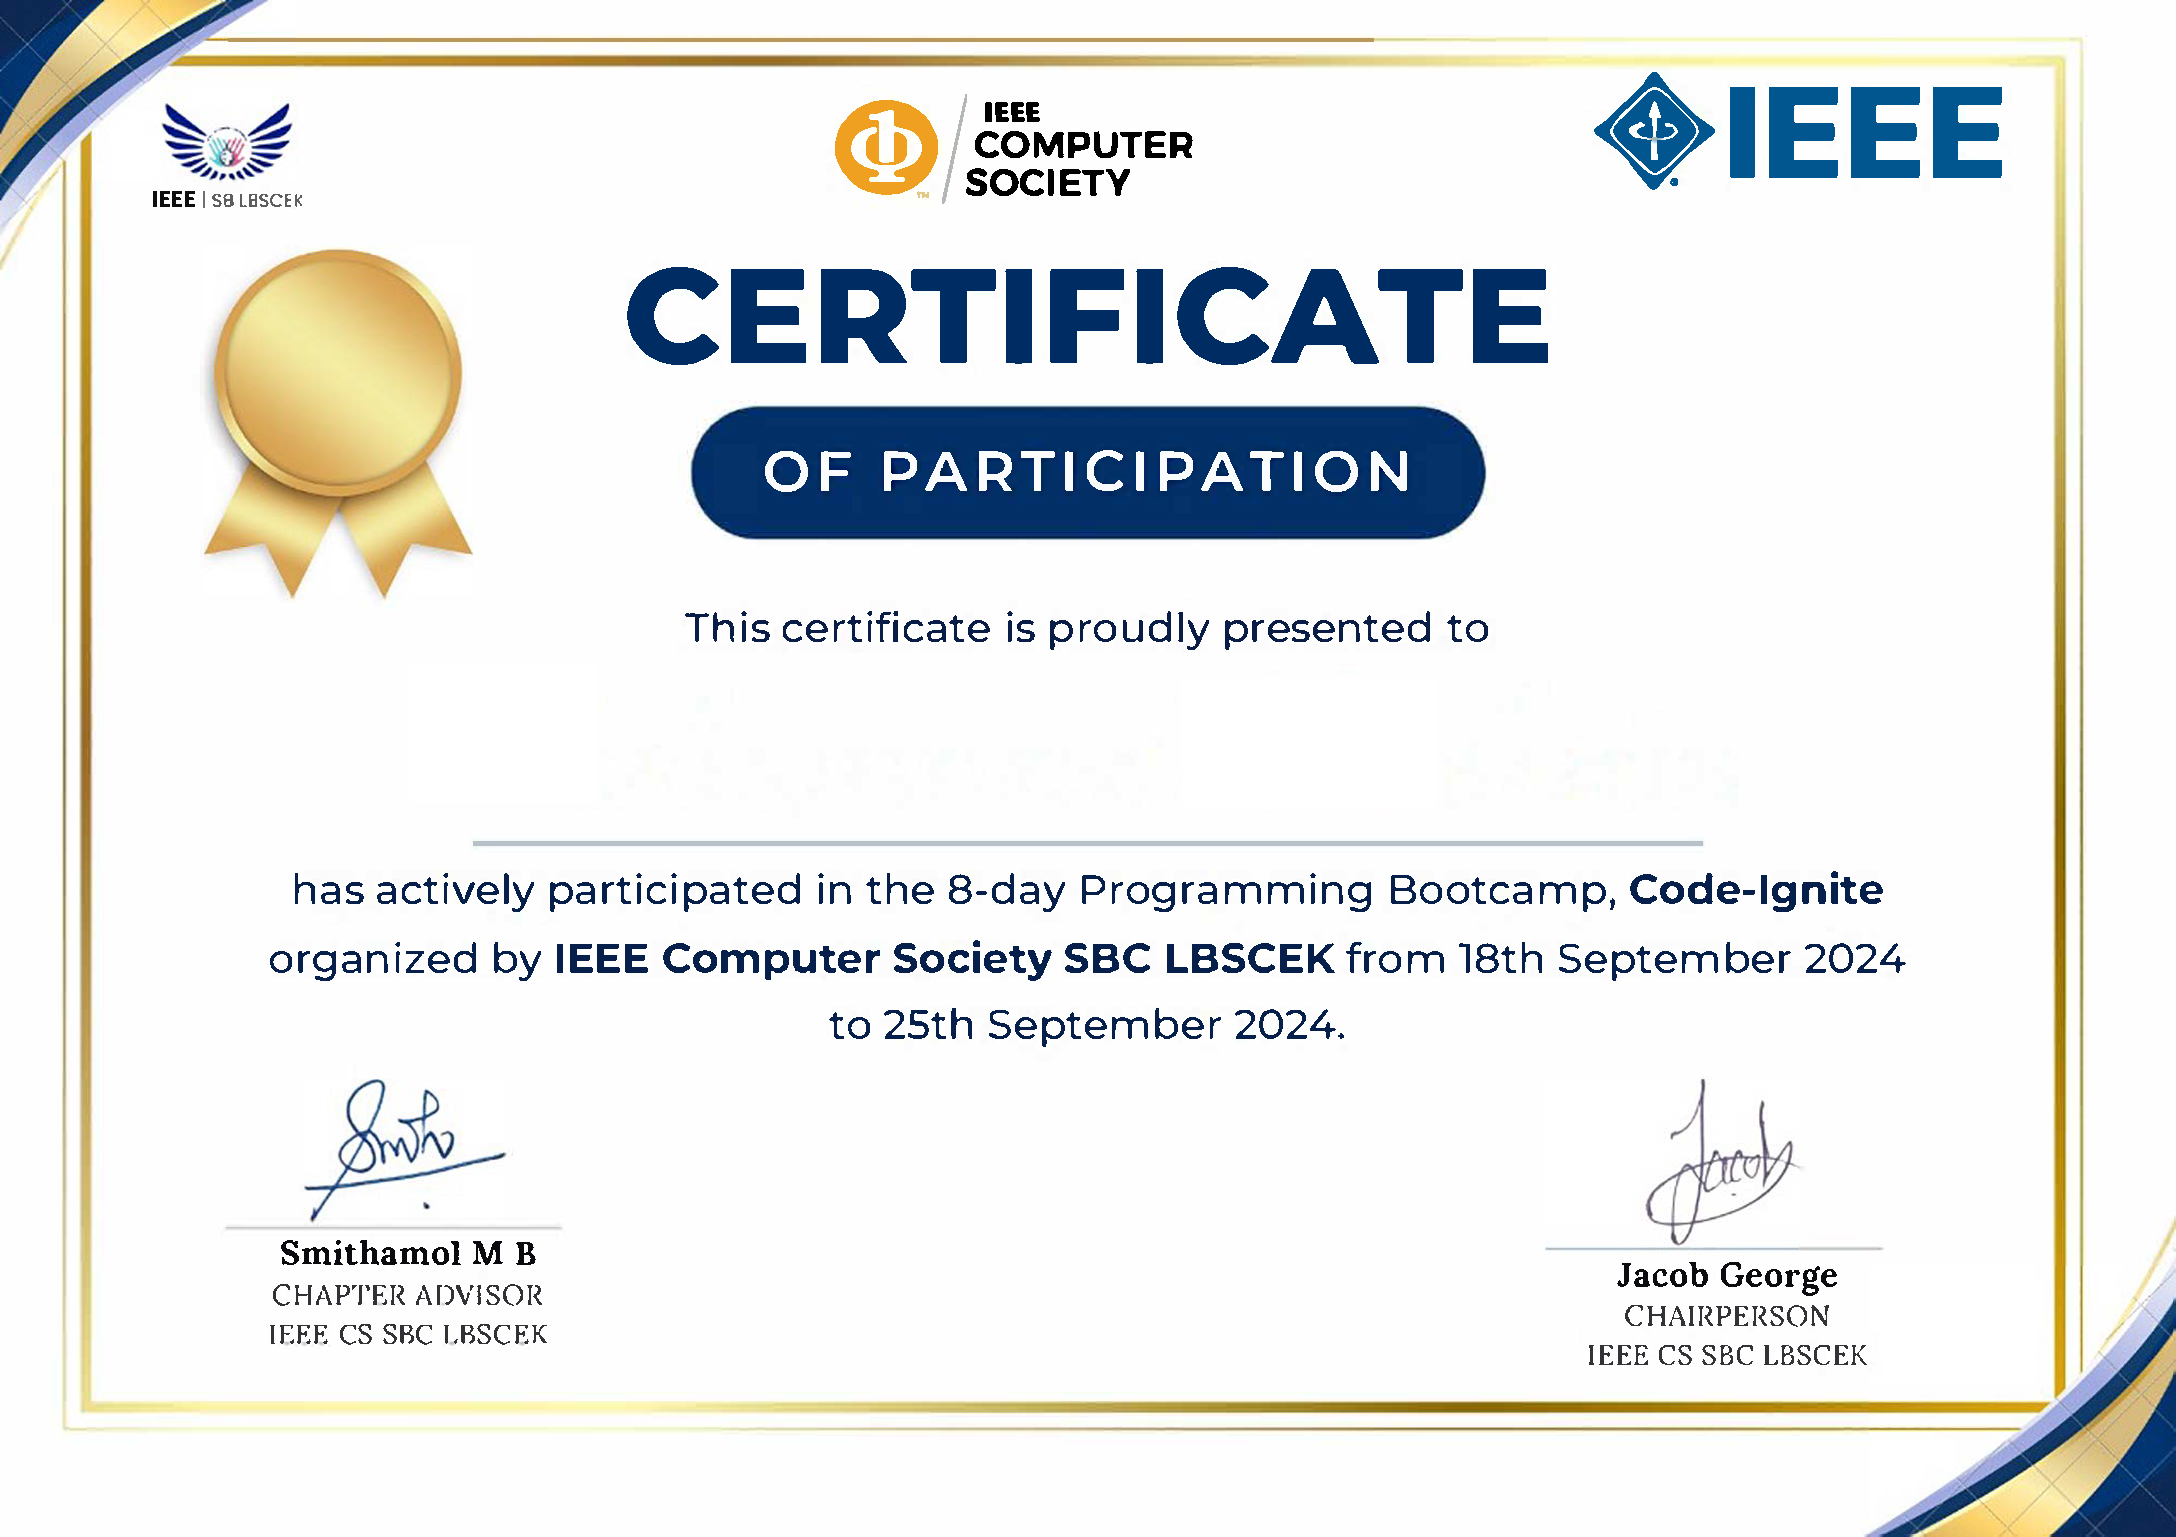 IEEE | SB LBSCEK
IEEE
COMPUTER
SOCIETY
TM
IEEE
CERTIFICATE
OF PARTICIPATION
This certificate is proudly presented to
has actively participated in the 8-day Programming Bootcamp, Code-Ignite
organized by IEEE Computer Society SBC LBSCEK from 18th September 2024
to 25th September 2024.
Smithamol M B
CHAPTER ADVISOR
IEEE CS SBC LBSCEK
Jacob
Jacob George
CHAIRPERSON
IEEE CS SBC LBSCEK